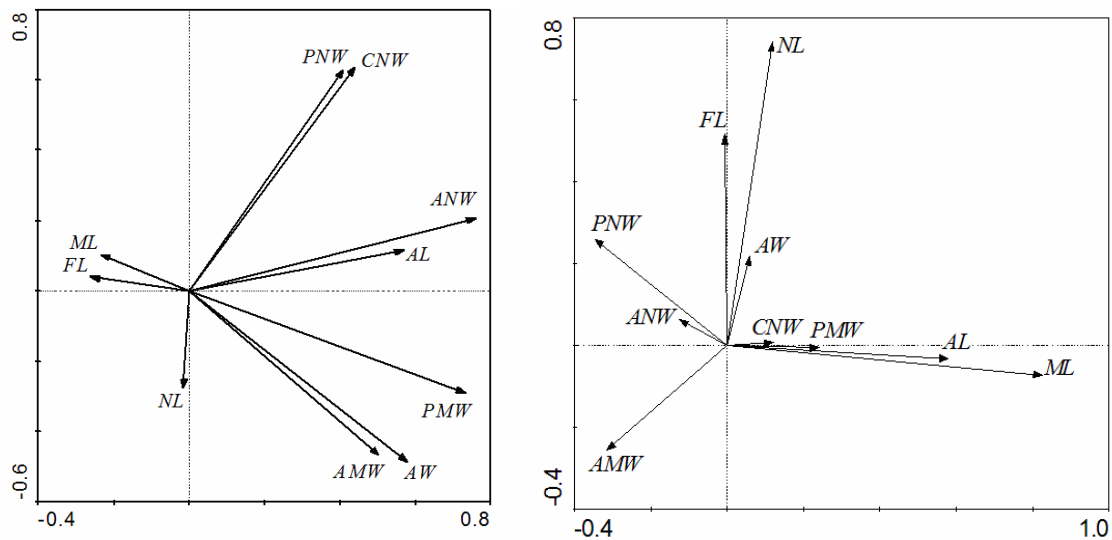 0.8
PNW CNW
ANW
AL
ML
FL
NL
PMW
AMW AW
-0.6
-0.4 0.8
0.8
NL
FL
PNW
AW
ANW
CNW PMW
AL
ML
AMW
-0.4
-0.4 1.0